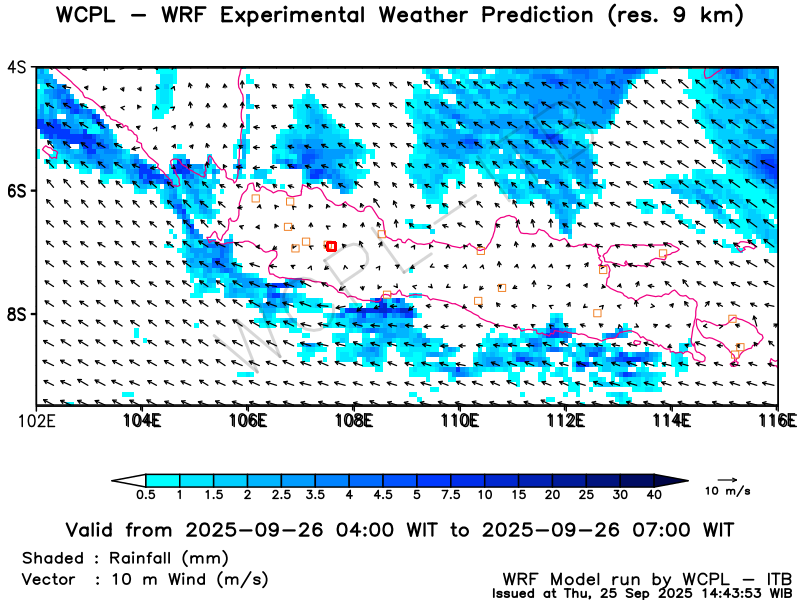 WCPL – WRF Experimental Weather Prediction (res. 9 km)
4S
6S
8S
102E 104E 106E 108E 110E 112E 114E 116E
WCPL – ITB
0.5 1 1.5 2 2.5 3.5 4 4.5 5 7.5 10 15 20 25 30 40
10 m/s
Valid from 2025-09-26 04:00 WIT to 2025-09-26 07:00 WIT
Shaded : Rainfall (mm)
Vector : 10 m Wind (m/s)
WRF Model run by WCPL – ITB
Issued at Thu, 25 Sep 2025 14:43:53 WIB